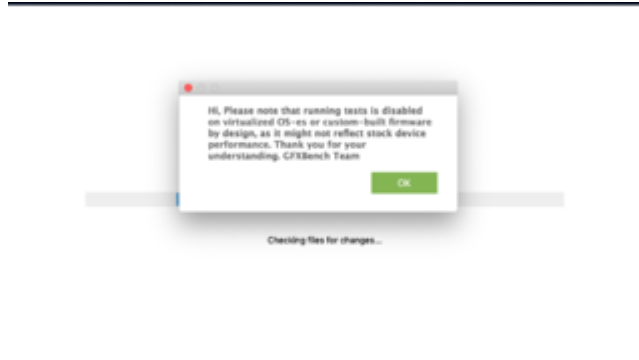 Hi, Please note that running tests is disabled
on virtualized OS-es or custom-built firmware
by design, as it might not reflect stock device
performance. Thank you for your
understanding. GFXBench Team
OK
Checking files for changes...